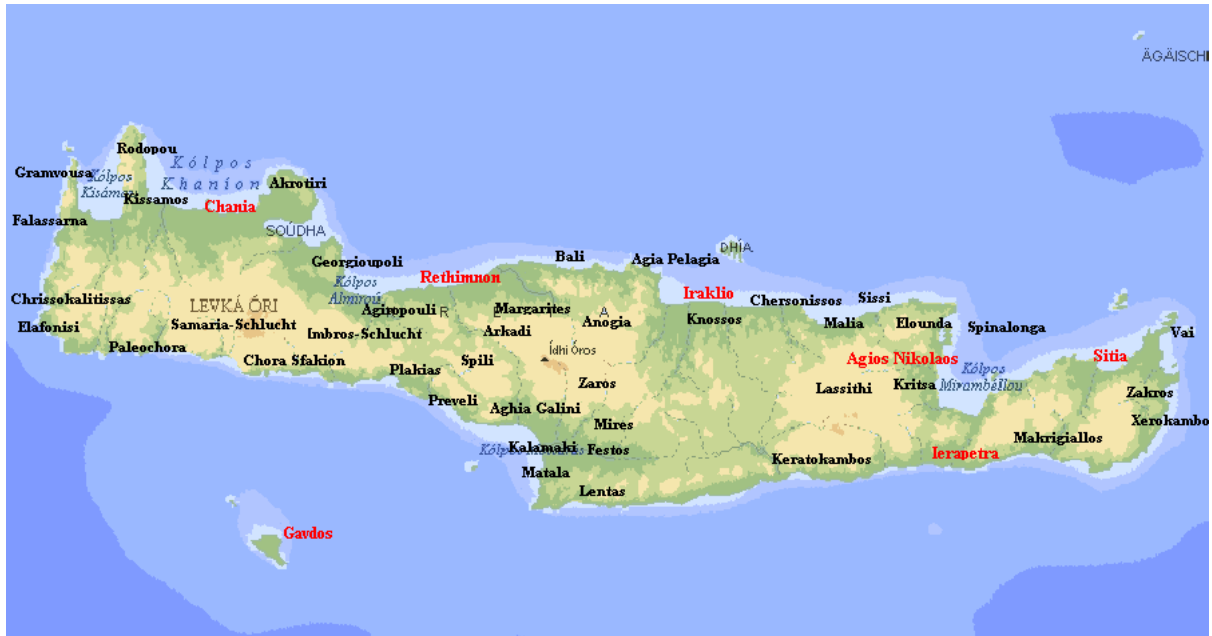 ÄGÄISCH
Rodopou
Kólpos
Khaníon
Gramvousa
Kólpos
Kisámou
Akrotiri
Kissamos
Chania
Falassarna
SOÚDHA
DHÍA
Georgioupoli
Bali
Agia Pelagia
Rethimnon
Kólpos
Almiroú
Iraklio
Chersonissos
Sissi
Chrissokalitissas
LEVKÁ ÓRI
Agiropouli
R
Margarites
A
Samaria-Schlucht
Imbros-Schlucht
Arkadi
Anogia
Knossos
Malia
Elounda
Spinalonga
Vai
Elafonisi
Paleochora
Chora Sfakion
Ídhi Óros
Spili
Plakias
Agios Nikolaos
Kólpos
Mirambéllou
Sitia
Zaros
Lassithi
Kritsa
Zakros
Preveli
Aghia Galini
Mires
Xerokambo
Kalamaki
Kólpos
Festos
Makrigiallos
Ierapetra
Keratokambos
Matala
Lentas
Gavdos